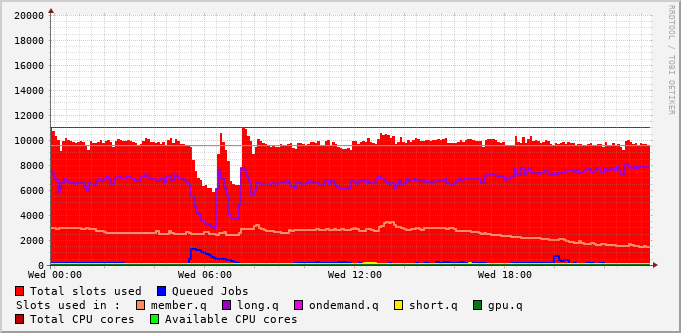 20000
18000
16000
14000
12000
10000
8000
6000
4000
2000
0
Wed 00:00 Wed 06:00 Wed 12:00 Wed 18:00
Total slots used Queued Jobs
Slots used in : member.q long.q ondemand.q short.q gpu.q
Total CPU cores Available CPU cores
RRDTOOL / TOBI OETIKER